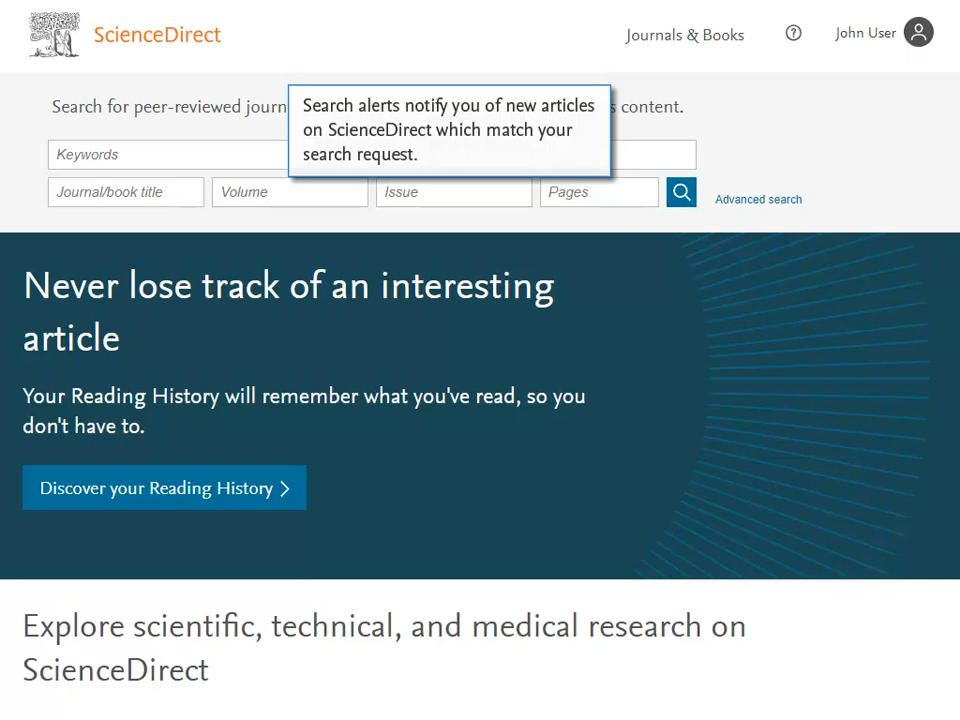 ScienceDirect
Journals & Books
?
John User
Search for peer-reviewed journ
s content.
Search alerts notify you of new articles
on ScienceDirect which match your
search request.
Keywords
Journal/book title
Volume
Issue
Pages
Advanced search
Never lose track of an interesting
article
Your Reading History will remember what you've read, so you
don't have to.
Discover your Reading History
Explore scientific, technical, and medical research on
ScienceDirect